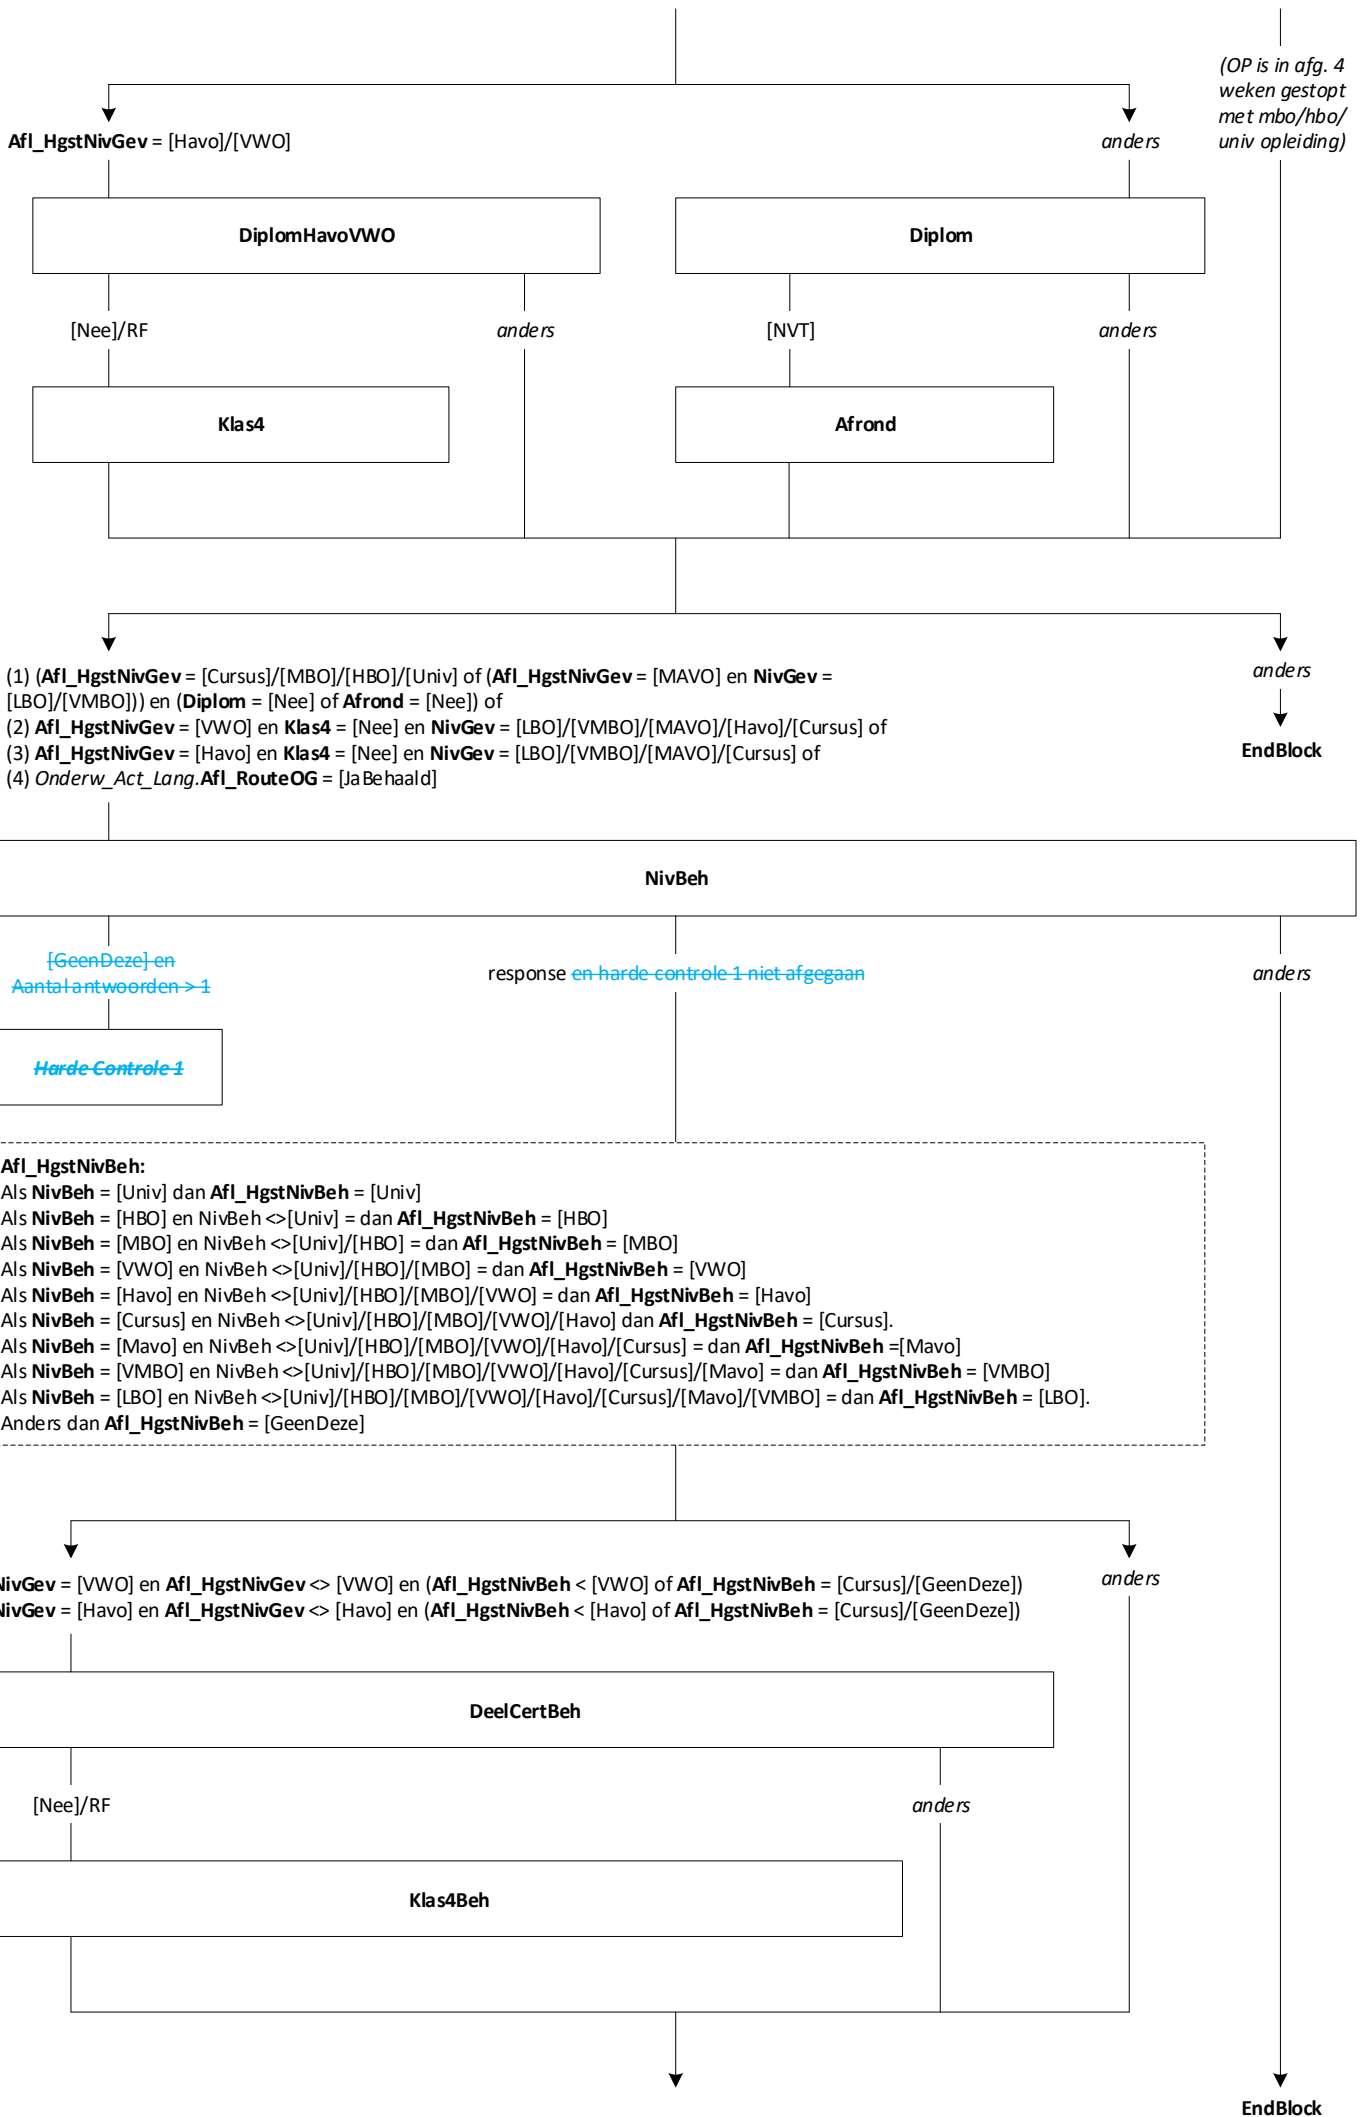 (OP is in afg. 4
weken gestopt
met mbo/hbo/
univ opleiding)
Afl_HgstNivGev = [Havo]/[VWO]
anders
DiplomHavoVWO
Diplom
[Nee]/RF
anders
[NVT]
anders
Klas4
Afrond
(1) (Afl_HgstNivGev = [Cursus]/[MBO]/[HBO]/[Univ] of (Afl_HgstNivGev = [MAVO] en NivGev =
[LBO]/[VMBO])) en (Diplom = [Nee] of Afrond = [Nee]) of
(2) Afl_HgstNivGev = [VWO] en Klas4 = [Nee] en NivGev = [LBO]/[VMBO]/[MAVO]/[Havo]/[Cursus] of
(3) Afl_HgstNivGev = [Havo] en Klas4 = [Nee] en NivGev = [LBO]/[VMBO]/[MAVO]/[Cursus] of
(4) Onderw_Act_Lang.Afl_RouteOG = [JaBehaald]
anders
EndBlock
NivBeh
[GeenDeze] en
Aantal antwoorden > 1
response en harde controle 1 niet afgegaan
anders
Harde Controle 1
Afl_HgstNivBeh:
Als NivBeh = [Univ] dan Afl_HgstNivBeh = [Univ]
Als NivBeh = [HBO] en NivBeh <>[Univ] = dan Afl_HgstNivBeh = [HBO]
Als NivBeh = [MBO] en NivBeh <>[Univ]/[HBO] = dan Afl_HgstNivBeh = [MBO]
Als NivBeh = [VWO] en NivBeh <>[Univ]/[HBO]/[MBO] = dan Afl_HgstNivBeh = [VWO]
Als NivBeh = [Havo] en NivBeh <>[Univ]/[HBO]/[MBO]/[VWO] = dan Afl_HgstNivBeh = [Havo]
Als NivBeh = [Cursus] en NivBeh <>[Univ]/[HBO]/[MBO]/[VWO]/[Havo] dan Afl_HgstNivBeh = [Cursus].
Als NivBeh = [Mavo] en NivBeh <>[Univ]/[HBO]/[MBO]/[VWO]/[Havo]/[Cursus] = dan Afl_HgstNivBeh =[Mavo]
Als NivBeh = [VMBO] en NivBeh <>[Univ]/[HBO]/[MBO]/[VWO]/[Havo]/[Cursus]/[Mavo] = dan Afl_HgstNivBeh = [VMBO]
Als NivBeh = [LBO] en NivBeh <>[Univ]/[HBO]/[MBO]/[VWO]/[Havo]/[Cursus]/[Mavo]/[VMBO] = dan Afl_HgstNivBeh = [LBO].
Anders dan Afl_HgstNivBeh = [GeenDeze]
NivGev = [VWO] en Afl_HgstNivGev <> [VWO] en (Afl_HgstNivBeh < [VWO] of Afl_HgstNivBeh = [Cursus]/[GeenDeze])
NivGev = [Havo] en Afl_HgstNivGev <> [Havo] en (Afl_HgstNivBeh < [Havo] of Afl_HgstNivBeh = [Cursus]/[GeenDeze])
anders
DeelCertBeh
[Nee]/RF
anders
Klas4Beh
EndBlock